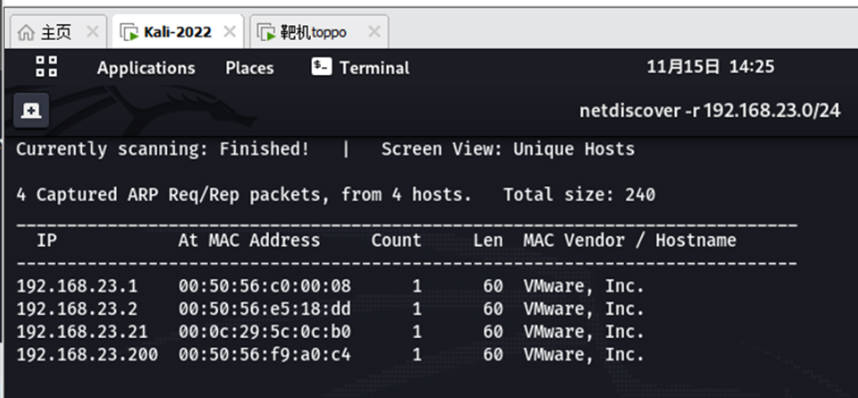 主页 Kali-2022 靶机toppo
Applications Places Terminal 11月15日 14:25
netdiscover -r 192.168.23.0/24
Currently scanning: Finished! | Screen View: Unique Hosts
4 Captured ARP Req/Rep packets, from 4 hosts. Total size: 240
_____________________________________________________________________________
IP At MAC Address Count Len MAC Vendor / Hostname
-----------------------------------------------------------------------------
192.168.23.1 00:50:56:c0:00:08 1 60 VMware, Inc.
192.168.23.2 00:50:56:e5:18:dd 1 60 VMware, Inc.
192.168.23.21 00:0c:29:5c:0c:b0 1 60 VMware, Inc.
192.168.23.200 00:50:56:f9:a0:c4 1 60 VMware, Inc.